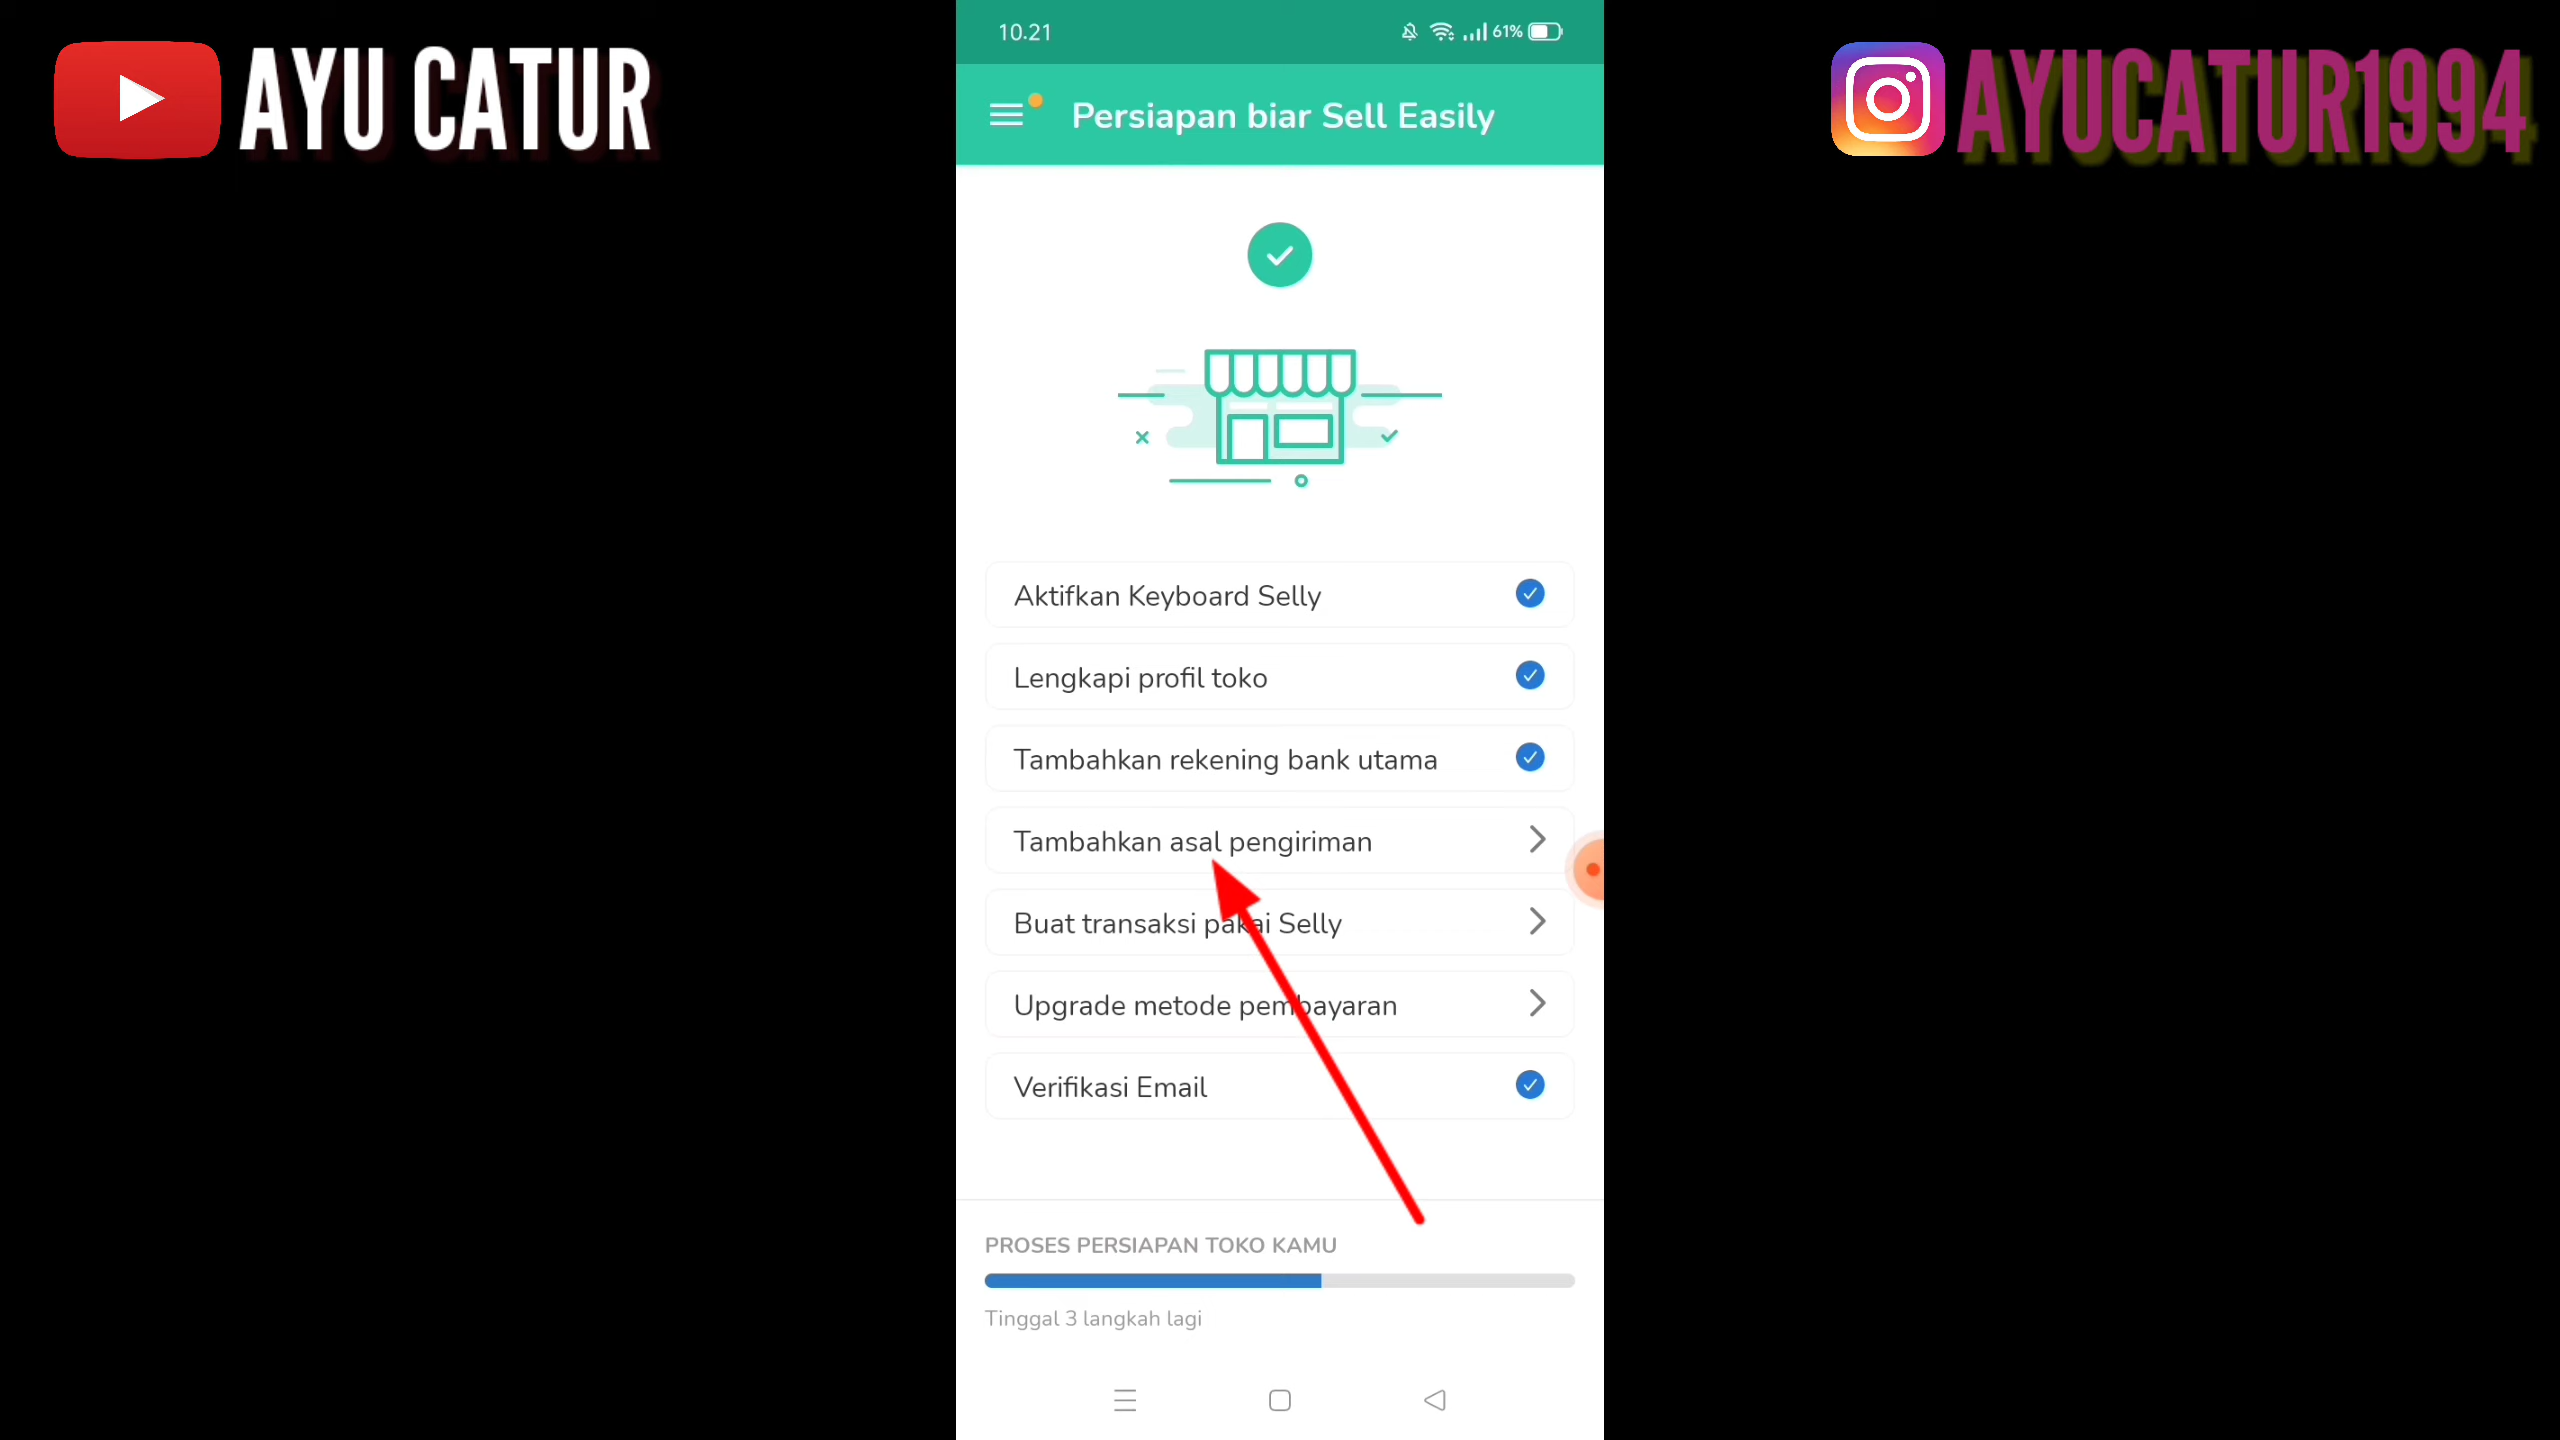 AYU CATUR
AYUCATUR1994
10.21
61%
Persiapan biar Sell Easily
Aktifkan Keyboard Selly
Lengkapi profil toko
Tambahkan rekening bank utama
Tambahkan asal pengiriman
Buat transaksi pakai Selly
Upgrade metode pembayaran
Verifikasi Email
PROSES PERSIAPAN TOKO KAMU
Tinggal 3 langkah lagi